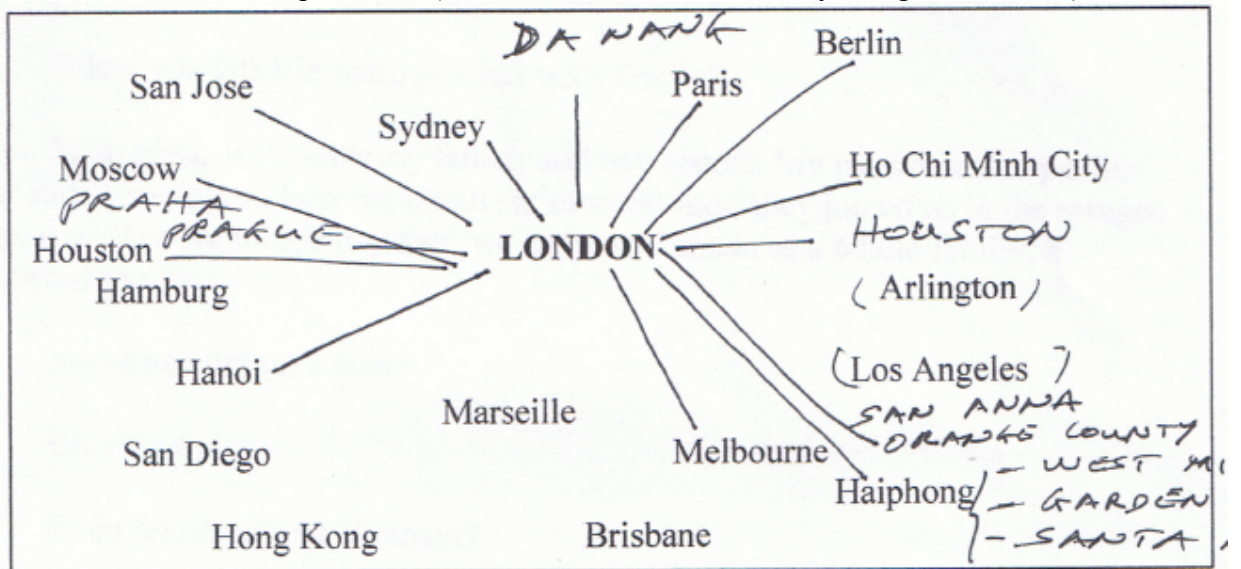 DA NANG
Berlin
San Jose
Paris
Sydney
Moscow
Ho Chi Minh City
PRAHA
PRAGUE
LONDON
HOUSTON
Houston
Hamburg
( Arlington )
Hanoi
(Los Angeles )
Marseille
SAN ANNA
ORANGE COUNTY
San Diego
Melbourne
- WEST
Haiphong
- GARDEN
Hong Kong
Brisbane
- SANTA